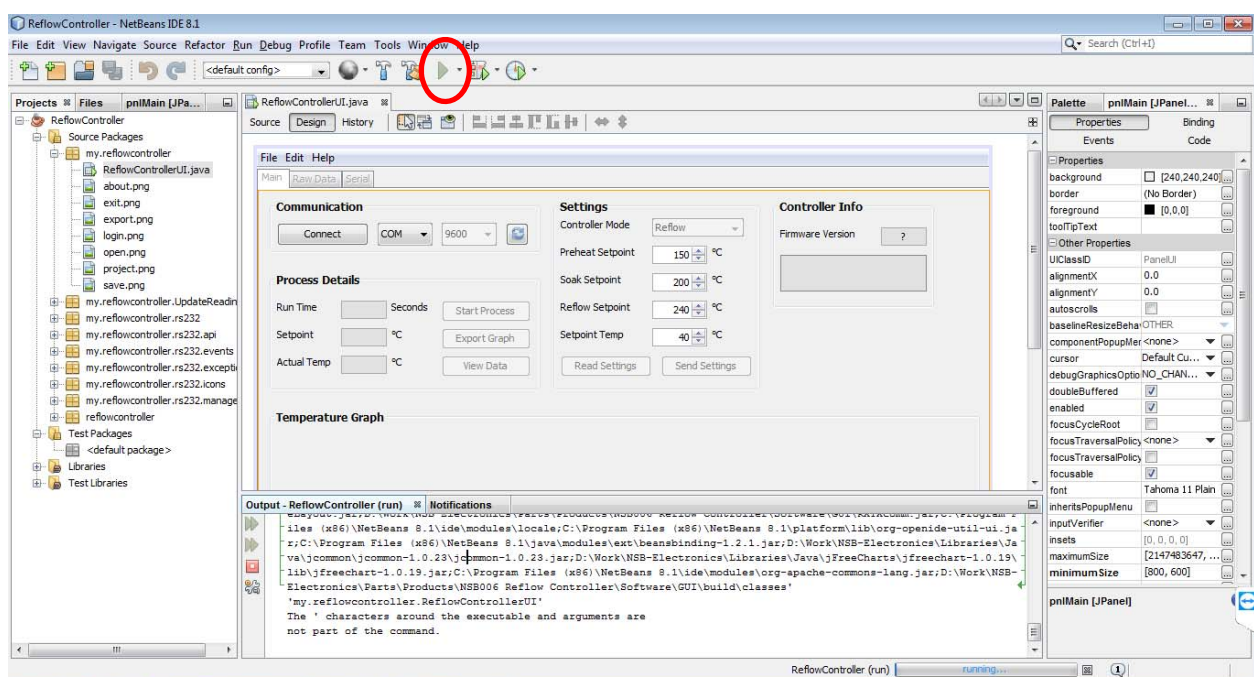 ReflowController - NetBeans IDE 8.1
File Edit View Navigate Source Refactor Run Debug Profile Team Tools Window Help
Search (Ctrl+I)
<default config>
Projects Files pnlMain [JPa...
ReflowController
Source Packages
my.reflowcontroller
ReflowControllerUI.java
about.png
exit.png
export.png
login.png
open.png
project.png
save.png
my.reflowcontroller.UpdateReadin
my.reflowcontroller.rs232
my.reflowcontroller.rs232.api
my.reflowcontroller.rs232.events
my.reflowcontroller.rs232.excepti
my.reflowcontroller.rs232.icons
my.reflowcontroller.rs232.manage
reflowcontroller
Test Packages
<default package>
Libraries
Test Libraries
ReflowControllerUI.java
Source Design History
File Edit Help
Main Raw Data Serial
Communication
Connect COM 9600
Process Details
Run Time Seconds Start Process
Setpoint °C Export Graph
Actual Temp °C View Data
Settings
Controller Mode Reflow
Preheat Setpoint 150 °C
Soak Setpoint 200 °C
Reflow Setpoint 240 °C
Setpoint Temp 40 °C
Read Settings Send Settings
Controller Info
Firmware Version ?
Temperature Graph
Output - ReflowController (run) Notifications
iles (x86)\NetBeans 8.1\ide\modules\locale;C:\Program Files (x86)\NetBeans 8.1\platform\lib\org-openide-util-ui.ja
r;C:\Program Files (x86)\NetBeans 8.1\java\modules\ext\beansbinding-1.2.1.jar;D:\Work\NSB-Electronics\Libraries\Ja
va\jcommon\jcommon-1.0.23\jcommon-1.0.23.jar;D:\Work\NSB-Electronics\Libraries\Java\jFreeCharts\jfreechart-1.0.19\
lib\jfreechart-1.0.19.jar;C:\Program Files (x86)\NetBeans 8.1\ide\modules\org-apache-commons-lang.jar;D:\Work\NSB-
Electronics\Parts\Products\NSB006 Reflow Controller\Software\GUI\build\classes'
'my.reflowcontroller.ReflowControllerUI'
The ' characters around the executable and arguments are
not part of the command.
Palette pnlMain [JPanel...
Properties Binding
Events Code
Properties
background [240,240,240]
border (No Border)
foreground [0,0,0]
toolTipText
Other Properties
UIClassID PanelUI
alignmentX 0.0
alignmentY 0.0
autoscrolls
baselineResizeBeha OTHER
componentPopupMer <none>
cursor Default Cu...
debugGraphicsOptio NO_CHAN...
doubleBuffered
enabled
focusCycleRoot
focusTraversalPolicy <none>
focusTraversalPolicy
focusable
font Tahoma 11 Plain
inheritsPopupMenu
inputVerifier <none>
insets [0, 0, 0, 0]
maximumSize [2147483647, ...
minimumSize [800, 600]
pnlMain [JPanel]
ReflowController (run) running... 1